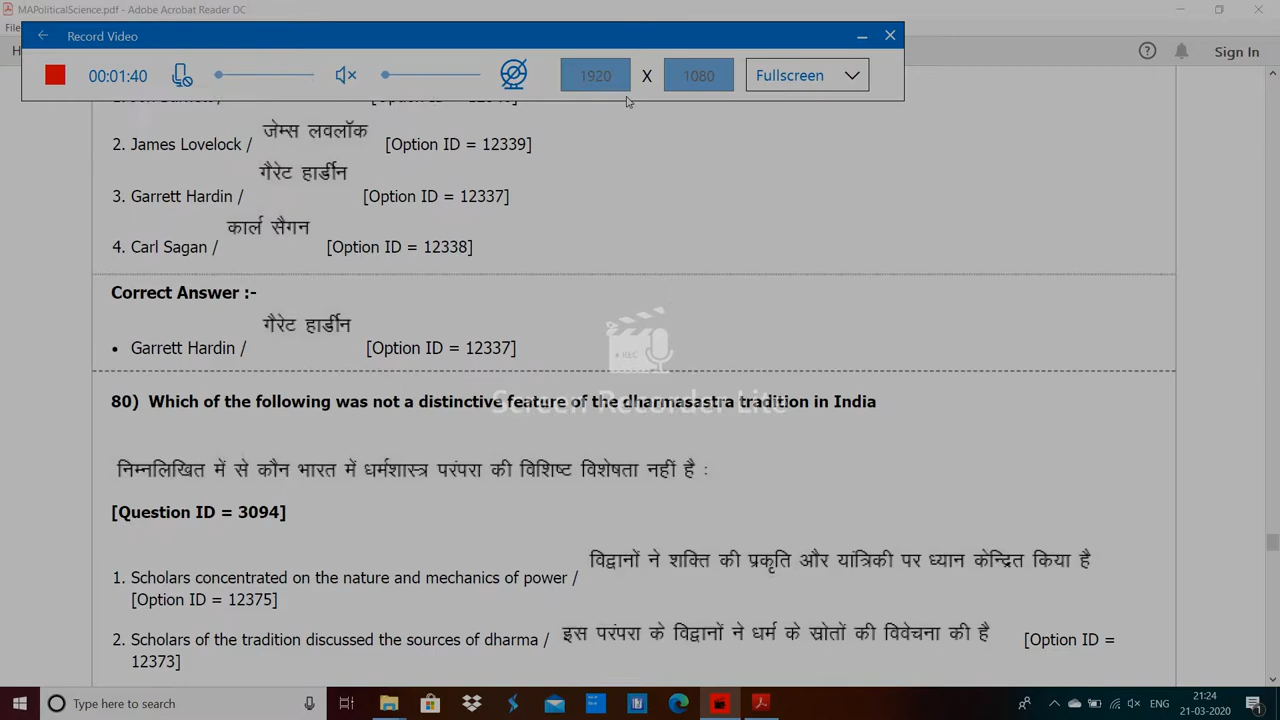 MAPoliticalScience.pdf - Adobe Acrobat Reader DC
Record Video
00:01:40
1920 X 1080 Fullscreen
Sign In
2. James Lovelock / जेम्स लवलॉक [Option ID = 12339]
3. Garrett Hardin / गैरेट हार्डीन [Option ID = 12337]
4. Carl Sagan / कार्ल सैगन [Option ID = 12338]
Correct Answer :-
• Garrett Hardin / गैरेट हार्डीन [Option ID = 12337]
REC
Screen Recorder Lite
80) Which of the following was not a distinctive feature of the dharmasastra tradition in India
निम्नलिखित में से कौन भारत में धर्मशास्त्र परंपरा की विशिष्ट विशेषता नहीं है :
[Question ID = 3094]
1. Scholars concentrated on the nature and mechanics of power / विद्वानों ने शक्ति की प्रकृति और यांत्रिकी पर ध्यान केन्द्रित किया है
[Option ID = 12375]
2. Scholars of the tradition discussed the sources of dharma / इस परंपरा के विद्वानों ने धर्म के स्रोतों की विवेचना की है [Option ID =
12373]
Type here to search
ENG
21:24
21-03-2020